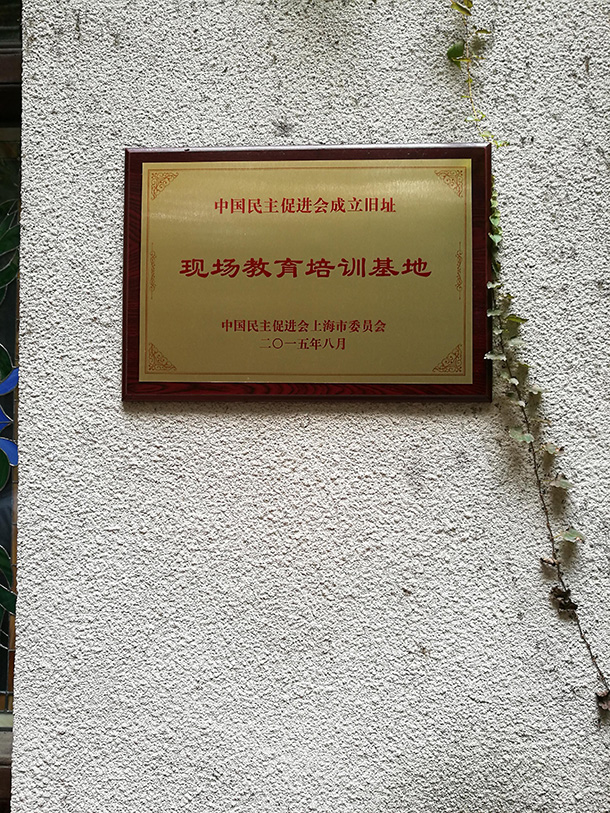 中国民主促进会成立旧址
现场教育培训基地
中国民主促进会上海市委员会
二〇一五年八月